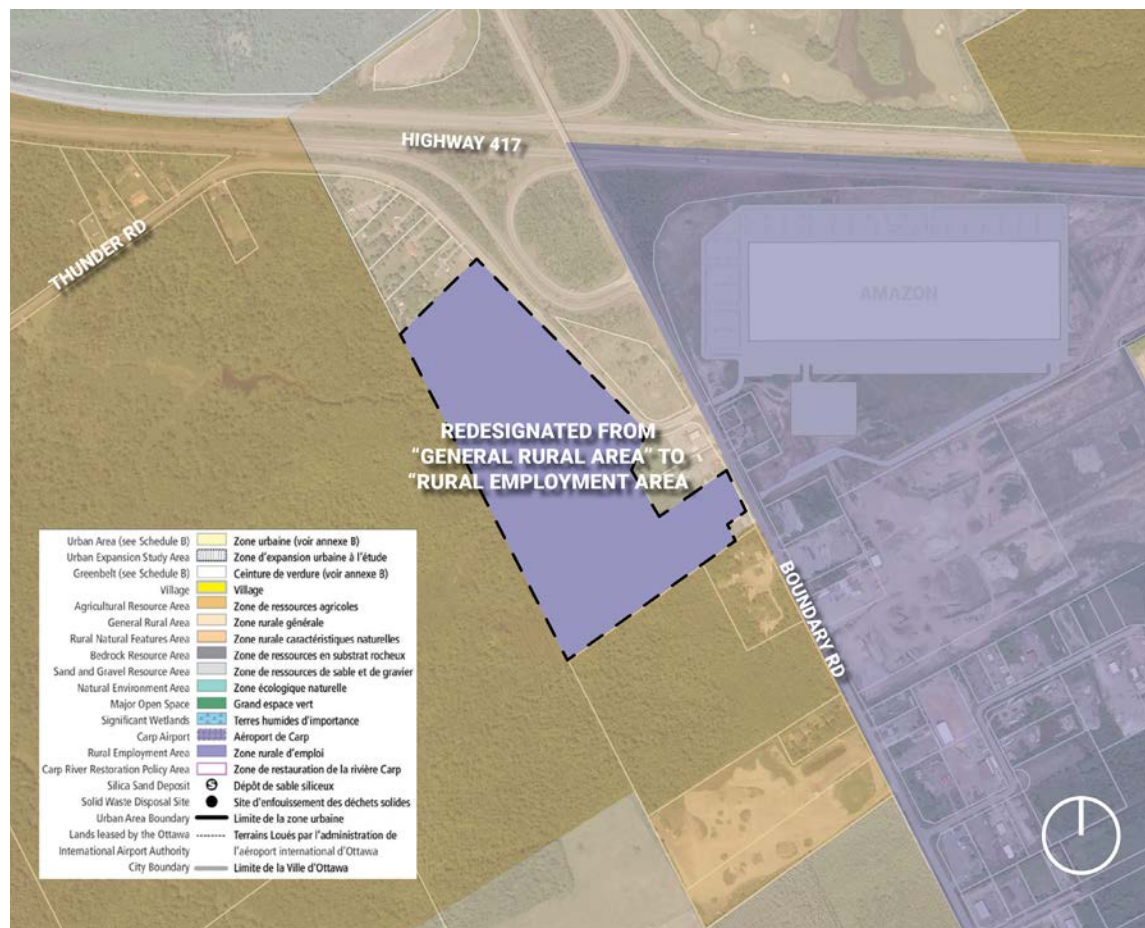 HIGHWAY 417
THUNDER RD
AMAZON
REDESIGNATED FROM
“GENERAL RURAL AREA” TO
“RURAL EMPLOYMENT AREA
BOUNDARY RD
Urban Area (see Schedule B) Zone urbaine (voir annexe B)
Urban Expansion Study Area Zone d'expansion urbaine à l'étude
Greenbelt (see Schedule B) Ceinture de verdure (voir annexe B)
Village Village
Agricultural Resource Area Zone de ressources agricoles
General Rural Area Zone rurale générale
Rural Natural Features Area Zone rurale caractéristiques naturelles
Bedrock Resource Area Zone de ressources en substrat rocheux
Sand and Gravel Resource Area Zone de ressources de sable et de gravier
Natural Environment Area Zone écologique naturelle
Major Open Space Grand espace vert
Significant Wetlands Terres humides d'importance
Carp Airport Aéroport de Carp
Rural Employment Area Zone rurale d'emploi
Carp River Restoration Policy Area Zone de restauration de la rivière Carp
Silica Sand Deposit S Dépôt de sable siliceux
Solid Waste Disposal Site Site d'enfouissement des déchets solides
Urban Area Boundary Limite de la zone urbaine
Lands leased by the Ottawa Terrains Loués par l'administration de
International Airport Authority l'aéroport international d'Ottawa
City Boundary Limite de la Ville d'Ottawa